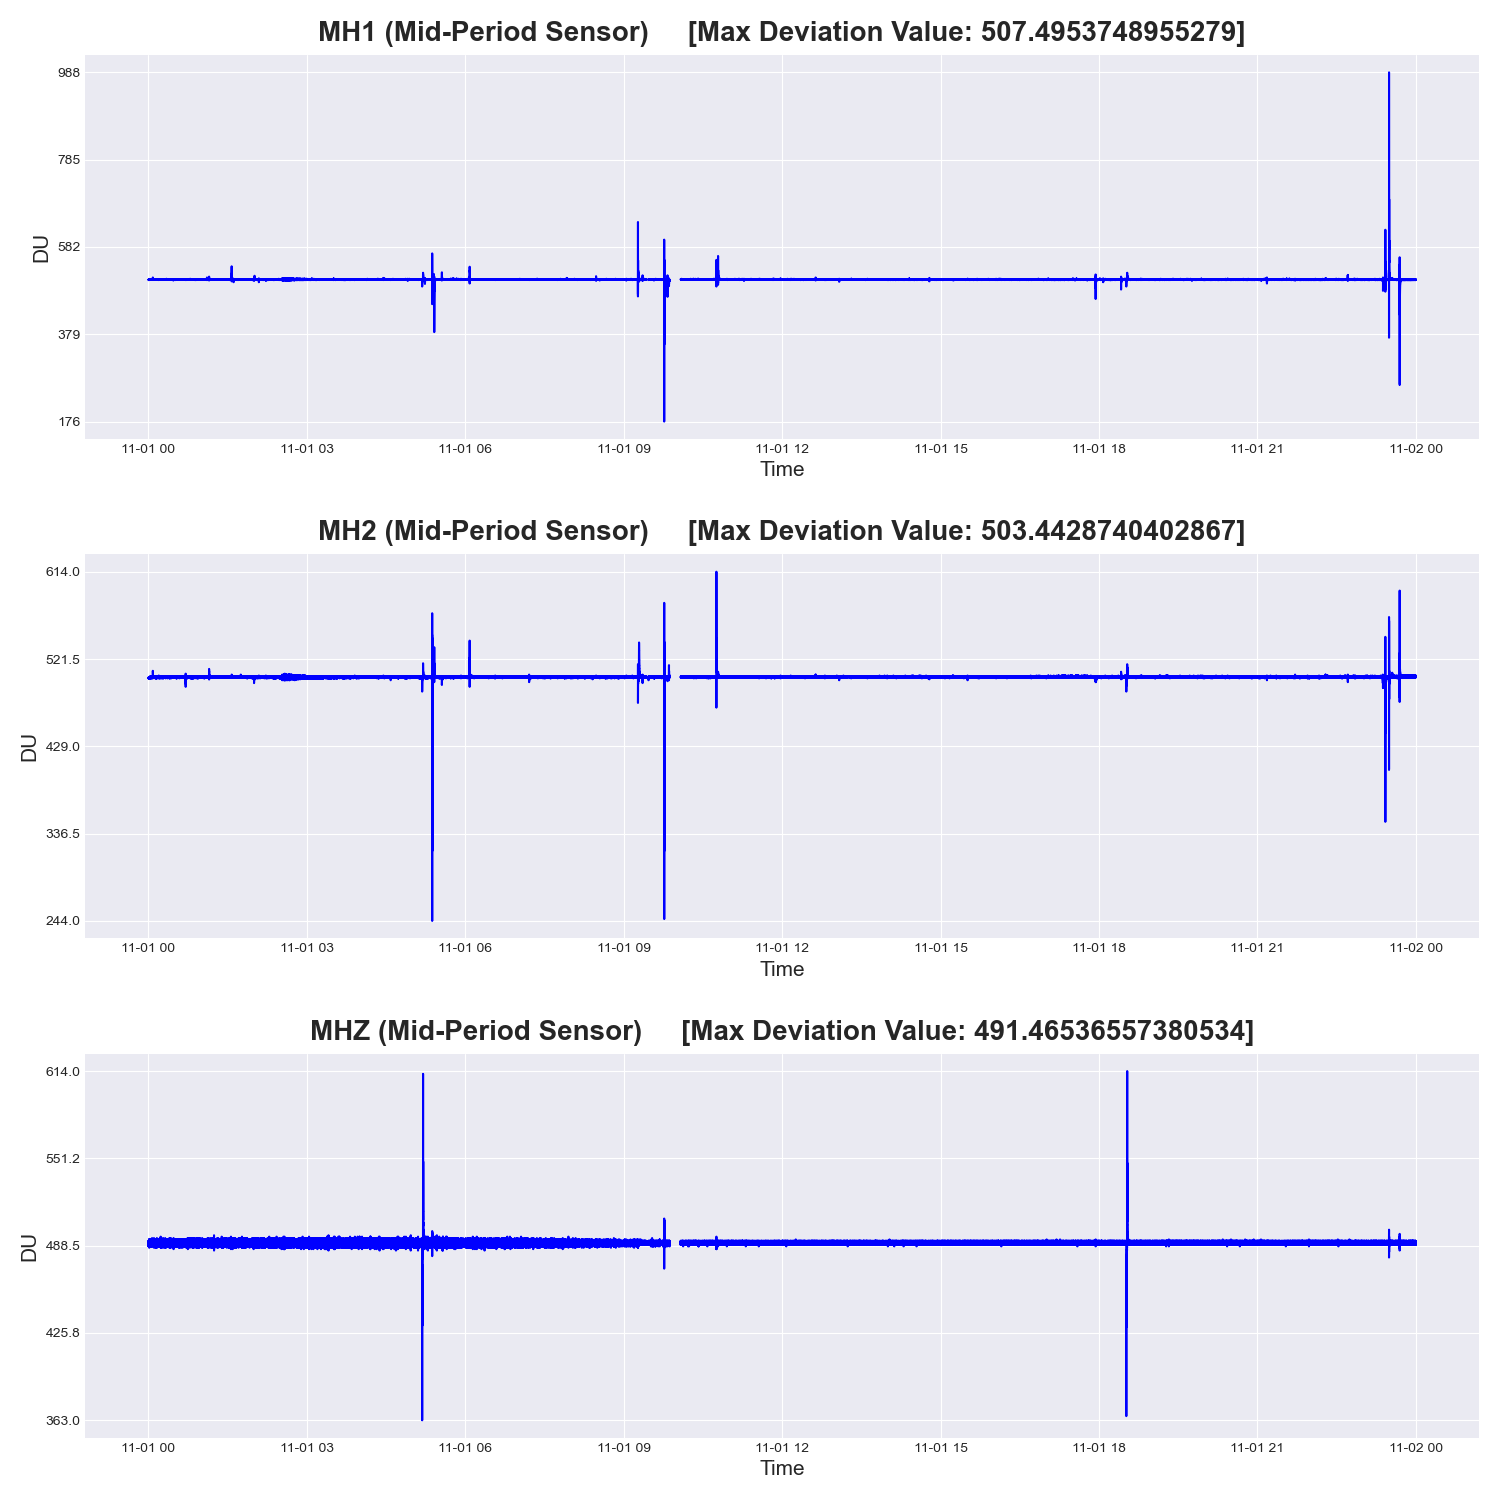 MH1 (Mid-Period Sensor) [Max Deviation Value: 507.4953748955279]
988
785
582
379
176
DU
11-01 00 11-01 03 11-01 06 11-01 09 11-01 12 11-01 15 11-01 18 11-01 21 11-02 00
Time
MH2 (Mid-Period Sensor) [Max Deviation Value: 503.4428740402867]
614.0
521.5
429.0
336.5
244.0
DU
11-01 00 11-01 03 11-01 06 11-01 09 11-01 12 11-01 15 11-01 18 11-01 21 11-02 00
Time
MHZ (Mid-Period Sensor) [Max Deviation Value: 491.46536557380534]
614.0
551.2
488.5
425.8
363.0
DU
11-01 00 11-01 03 11-01 06 11-01 09 11-01 12 11-01 15 11-01 18 11-01 21 11-02 00
Time